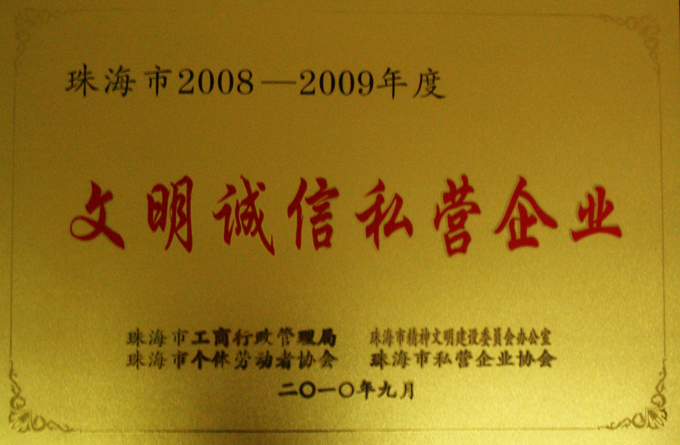 珠海市2008—2009年度
文明诚信私营企业
珠海市工商行政管理局 珠海市精神文明建设委员会办公室
珠海市个体劳动者协会 珠海市私营企业协会
二〇一〇年九月